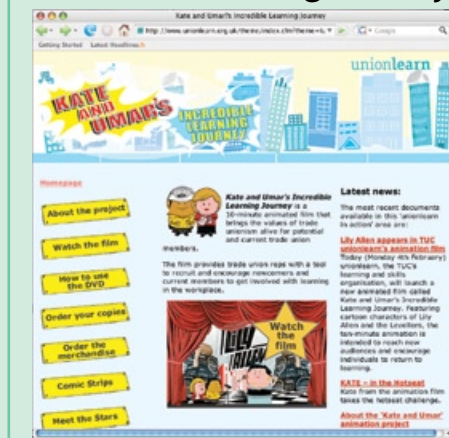 Kate and Umar's Incredible Learning Journey
Google
Getting Started Latest Headlines
unionlearn
KATE
AND
UMAR'S
INCREDIBLE
LEARNING
JOURNEY
Homepage
About the project
Watch the film
How to use
the DVD
Order your copies
Order the
merchandise
Comic Strips
Meet the Stars
Kate and Umar's Incredible
Learning Journey is a
10-minute animated film that
brings the values of trade
unionism alive for potential
and current trade union
members.
The film provides trade union reps with a tool
to recruit and encourage newcomers and
current members to get involved with learning
in the workplace.
LILY
ALLEN
Watch
the
film
Latest news:
The most recent documents
available in this 'unionlearn
in action' area are:
Lily Allen appears in TUC
unionlearn's animation film
Today (Monday 4th February)
unionlearn, the TUC's
learning and skills
organisation, will launch a
new animated film called
Kate and Umar's Incredible
Learning Journey. Featuring
cartoon characters of Lily
Allen and the Levellers, the
ten-minute animation is
intended to reach new
audiences and encourage
individuals to return to
learning.
KATE – in the Hotseat
Kate from the animation film
takes the hotseat challenge.
About the 'Kate and Umar'
animation project